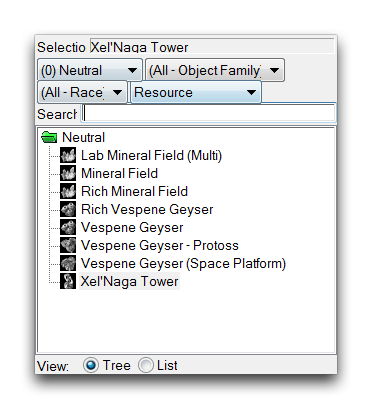 Selectio Xel'Naga Tower
(0) Neutral (All - Object Family)
(All - Race) Resource
Search
Neutral
Lab Mineral Field (Multi)
Mineral Field
Rich Mineral Field
Rich Vespene Geyser
Vespene Geyser
Vespene Geyser - Protoss
Vespene Geyser (Space Platform)
Xel'Naga Tower
View: Tree List